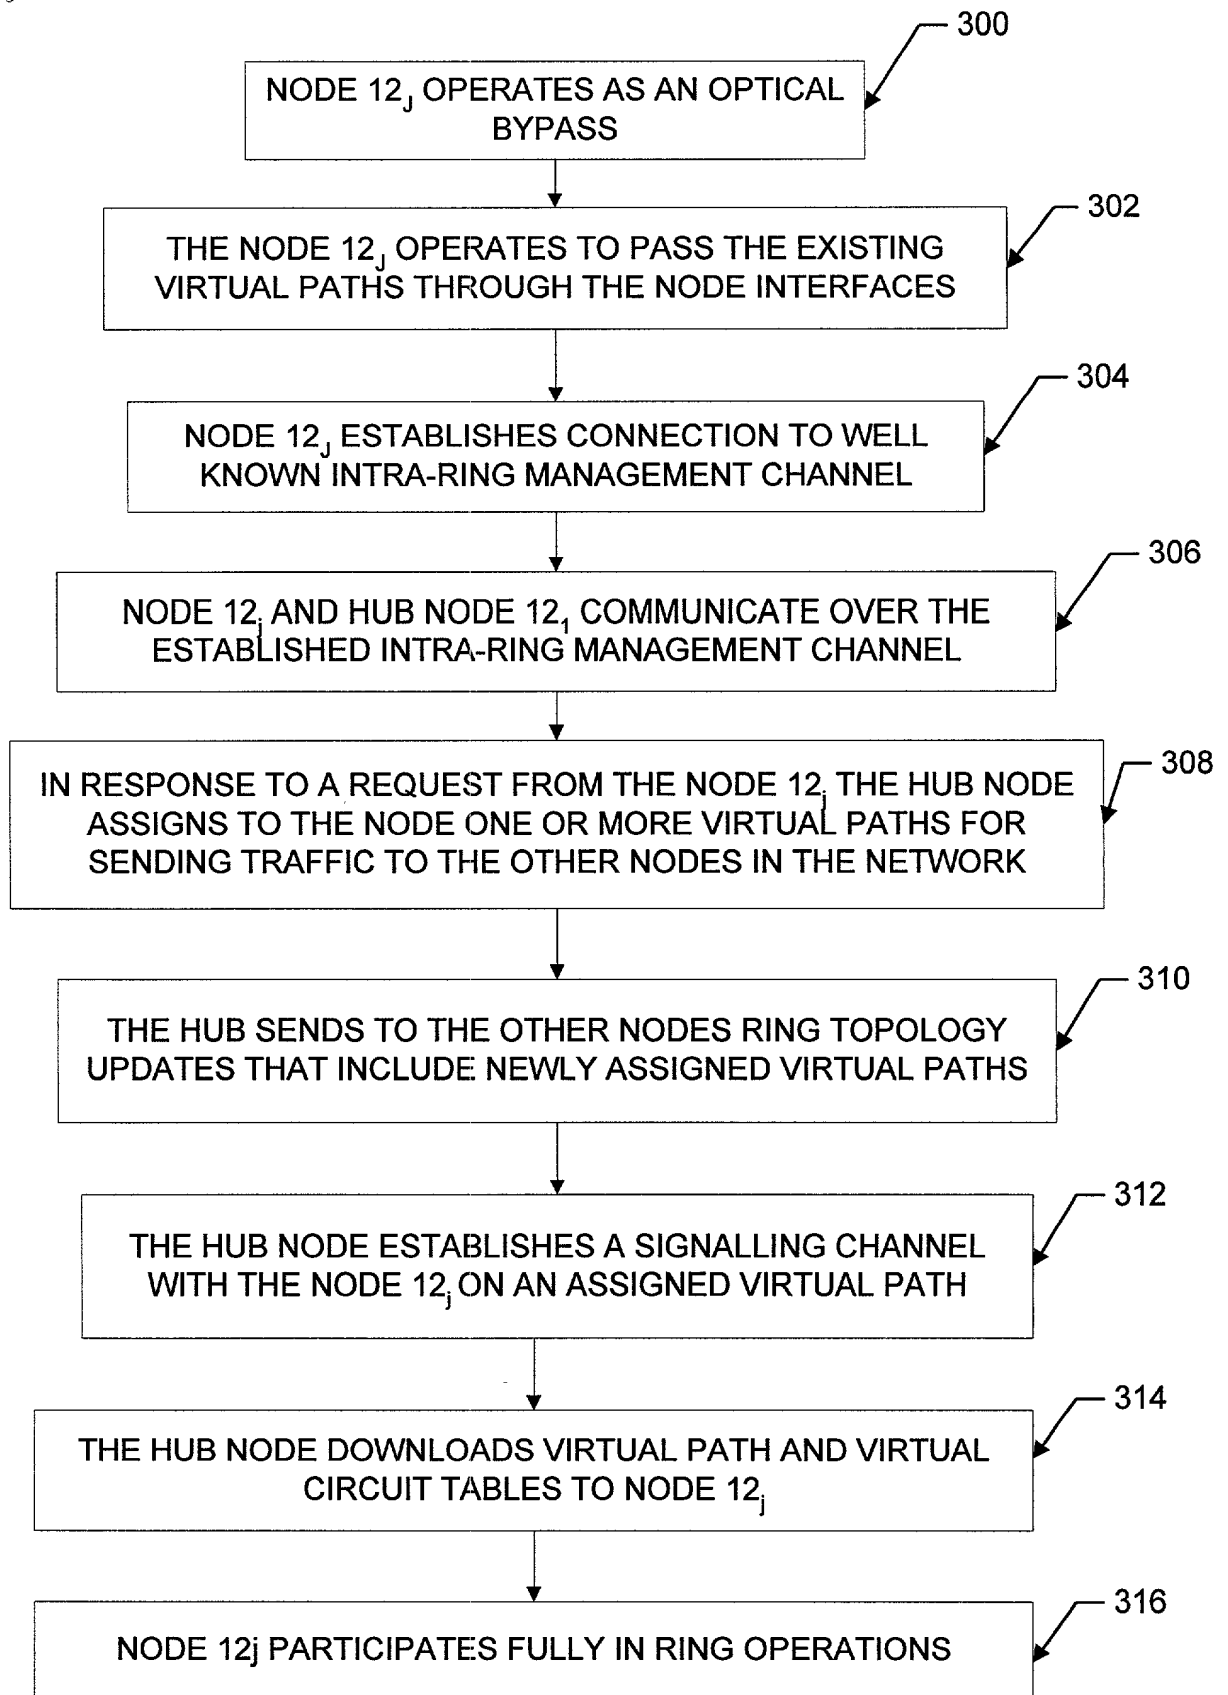 300
NODE 12J OPERATES AS AN OPTICAL
BYPASS
302
THE NODE 12J OPERATES TO PASS THE EXISTING
VIRTUAL PATHS THROUGH THE NODE INTERFACES
304
NODE 12J ESTABLISHES CONNECTION TO WELL
KNOWN INTRA-RING MANAGEMENT CHANNEL
306
NODE 12j AND HUB NODE 121 COMMUNICATE OVER THE
ESTABLISHED INTRA-RING MANAGEMENT CHANNEL
308
IN RESPONSE TO A REQUEST FROM THE NODE 12j THE HUB NODE
ASSIGNS TO THE NODE ONE OR MORE VIRTUAL PATHS FOR
SENDING TRAFFIC TO THE OTHER NODES IN THE NETWORK
310
THE HUB SENDS TO THE OTHER NODES RING TOPOLOGY
UPDATES THAT INCLUDE NEWLY ASSIGNED VIRTUAL PATHS
312
THE HUB NODE ESTABLISHES A SIGNALLING CHANNEL
WITH THE NODE 12j ON AN ASSIGNED VIRTUAL PATH
314
THE HUB NODE DOWNLOADS VIRTUAL PATH AND VIRTUAL
CIRCUIT TABLES TO NODE 12j
316
NODE 12j PARTICIPATES FULLY IN RING OPERATIONS